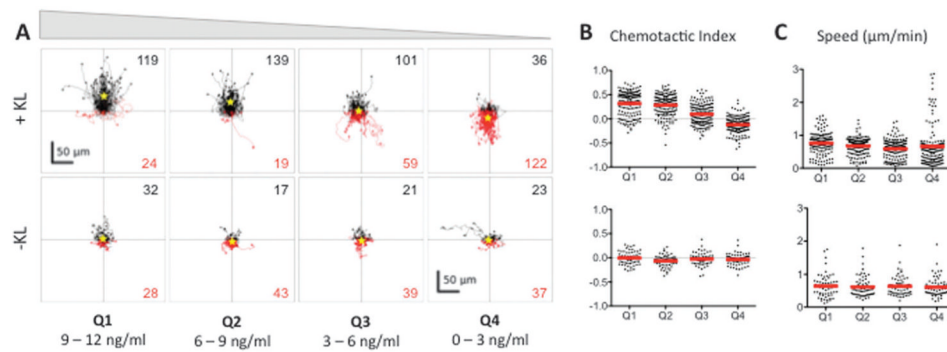 A
B Chemotactic Index
C Speed (µm/min)
+ KL
119
24
50 µm
139
19
101
59
36
122
-KL
32
28
17
43
21
39
23
37
50 µm
Q1
9 – 12 ng/ml
Q2
6 – 9 ng/ml
Q3
3 – 6 ng/ml
Q4
0 – 3 ng/ml
1.0
0.5
0.0
-0.5
-1.0
Q1 Q2 Q3 Q4
1.0
0.5
0.0
-0.5
-1.0
Q1 Q2 Q3 Q4
3
2
1
0
Q1 Q2 Q3 Q4
3
2
1
0
Q1 Q2 Q3 Q4